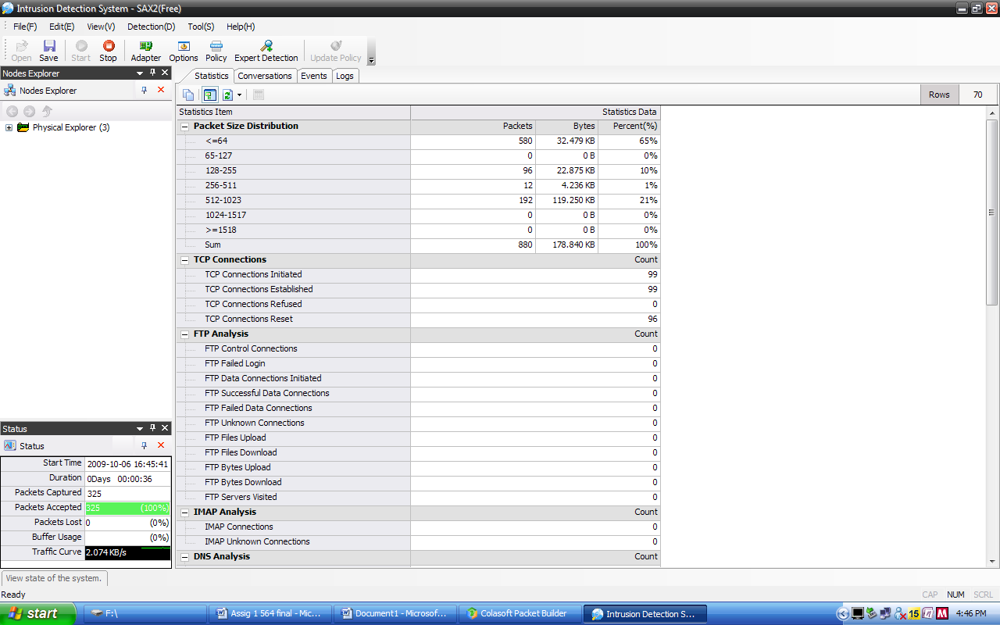 Intrusion Detection System - SAX2(Free)
File(F) Edit(E) View(V) Detection(D) Tool(S) Help(H)
Open Save Start Stop Adapter Options Policy Expert Detection Update Policy
Nodes Explorer
Nodes Explorer
Physical Explorer (3)
Statistics Conversations Events Logs
Rows 70
Statistics Item Statistics Data
Packet Size Distribution Packets Bytes Percent(%)
<=64 580 32.479 KB 65%
65-127 0 0 B 0%
128-255 96 22.875 KB 10%
256-511 12 4.236 KB 1%
512-1023 192 119.250 KB 21%
1024-1517 0 0 B 0%
>=1518 0 0 B 0%
Sum 880 178.840 KB 100%
TCP Connections Count
TCP Connections Initiated 99
TCP Connections Established 99
TCP Connections Refused 0
TCP Connections Reset 96
FTP Analysis Count
FTP Control Connections 0
FTP Failed Login 0
FTP Data Connections Initiated 0
FTP Successful Data Connections 0
FTP Failed Data Connections 0
FTP Unknown Connections 0
FTP Files Upload 0
FTP Files Download 0
FTP Bytes Upload 0
FTP Bytes Download 0
FTP Servers Visited 0
IMAP Analysis Count
IMAP Connections 0
IMAP Unknown Connections 0
DNS Analysis Count
Status
Status
Start Time 2009-10-06 16:45:41
Duration 0Days 00:00:36
Packets Captured 325
Packets Accepted 325 (100%)
Packets Lost 0 (0%)
Buffer Usage (0%)
Traffic Curve 2.074 KB/s
View state of the system.
Ready CAP NUM SCRL
start F:\ Assig 1 564 final - Mic... Document1 - Microsof... Colasoft Packet Builder Intrusion Detection S... 15 4:46 PM